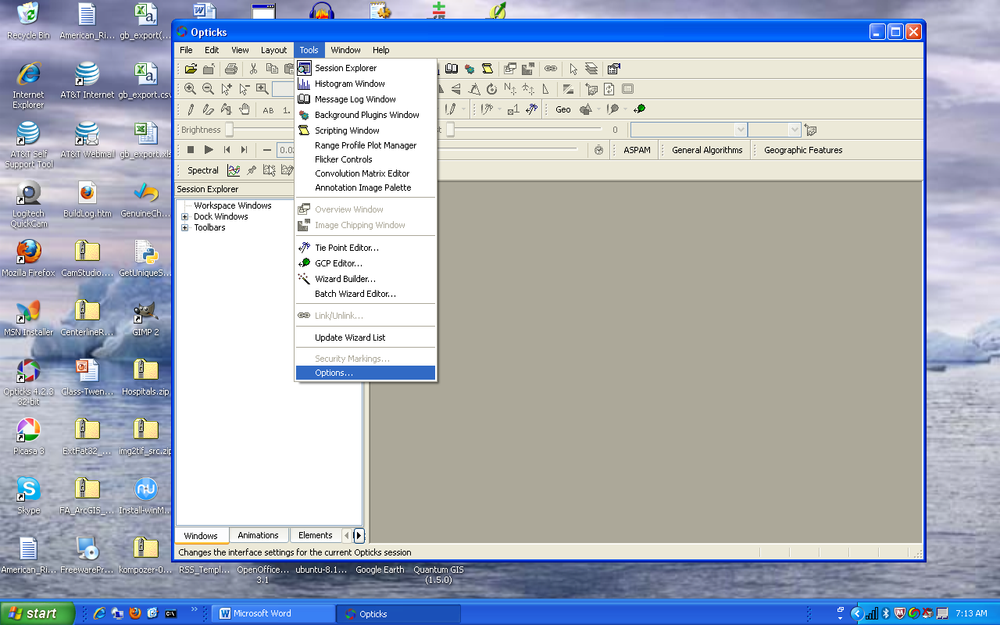 Opticks
File Edit View Layout Tools Window Help
Session Explorer
Histogram Window
Message Log Window
Background Plugins Window
Scripting Window
Range Profile Plot Manager
Flicker Controls
Convolution Matrix Editor
Annotation Image Palette
Overview Window
Image Chipping Window
Tie Point Editor...
GCP Editor...
Wizard Builder...
Batch Wizard Editor...
Link/Unlink...
Update Wizard List
Security Markings...
Options...
AB 1. Geo
Brightness 0
ASPAM General Algorithms Geographic Features
Spectral
Session Explorer
Workspace Windows
Dock Windows
Toolbars
Windows Animations Elements
Changes the interface settings for the current Opticks session
Recycle Bin American_Ri... gb_export(...
Internet Explorer AT&T Internet gb_export.csv
AT&T Self Support Tool AT&T Webmail gb_export.xls
Logitech QuickCam BuildLog.htm GenuineCh...
Mozilla Firefox CamStudio.... GetUniqueS...
MSN Installer CenterlineR... GIMP 2
Opticks 4.2.3 32-bit Class-Twen... Hospitals.zip
Picasa 3 ExtFat32_... img2tif_src.zip
Skype FA_ArcGIS_... Install-winM...
American_Ri... FreewarePr... kompozer-0... RSS_Templ... OpenOffice.... 3.1 ubuntu-8.1... Google Earth Quantum GIS (1.5.0)
start Microsoft Word Opticks 7:13 AM